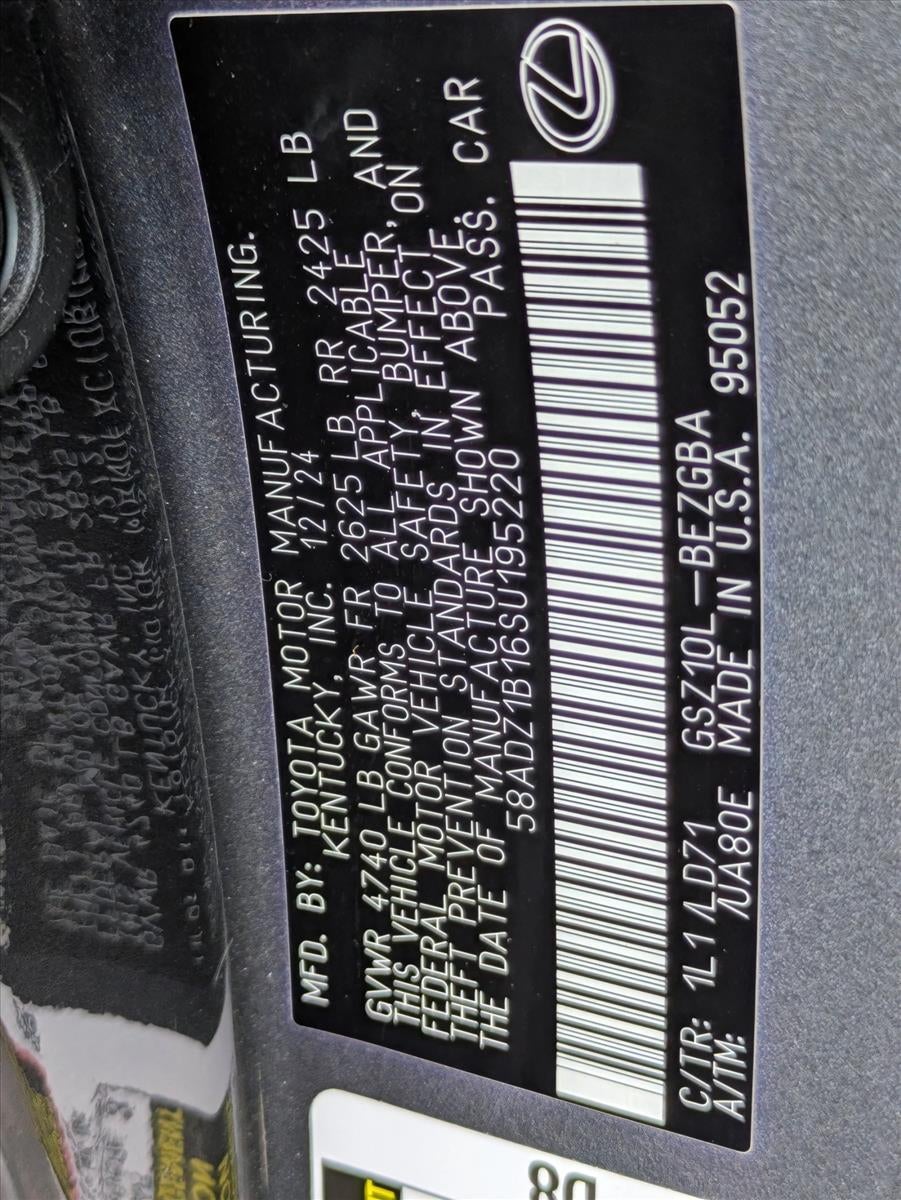 MFD. BY: TOYOTA MOTOR MANUFACTURING.
KENTUCKY, INC. 12/24
GVWR 4740 LB GAWR FR 2625 LB RR 2425 LB
THIS VEHICLE CONFORMS TO ALL APPLICABLE
FEDERAL MOTOR VEHICLE SAFETY, BUMPER, AND
THEFT PREVENTION STANDARDS IN EFFECT ON
THE DATE OF MANUFACTURE SHOWN ABOVE.
58ADZ1B16SU195220 PASS. CAR
C/TR: 1L1/LD71 GSZ10L-BEZGBA
A/TM: /UA80E MADE IN U.S.A. 95052
80